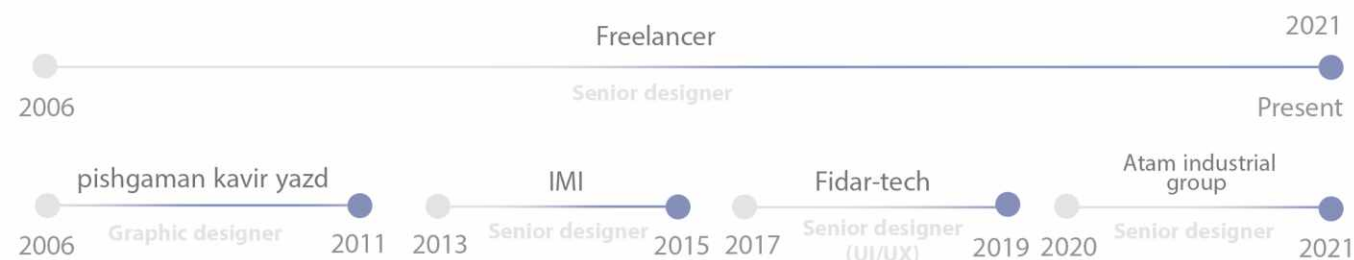 2021
Freelancer
Senior designer
2006
Present
pishgaman kavir yazd
Graphic designer
2006
2011
IMI
Senior designer
2013
2015
Fidar-tech
Senior designer
(UI/UX)
2017
2019
Atam industrial
group
Senior designer
2020
2021